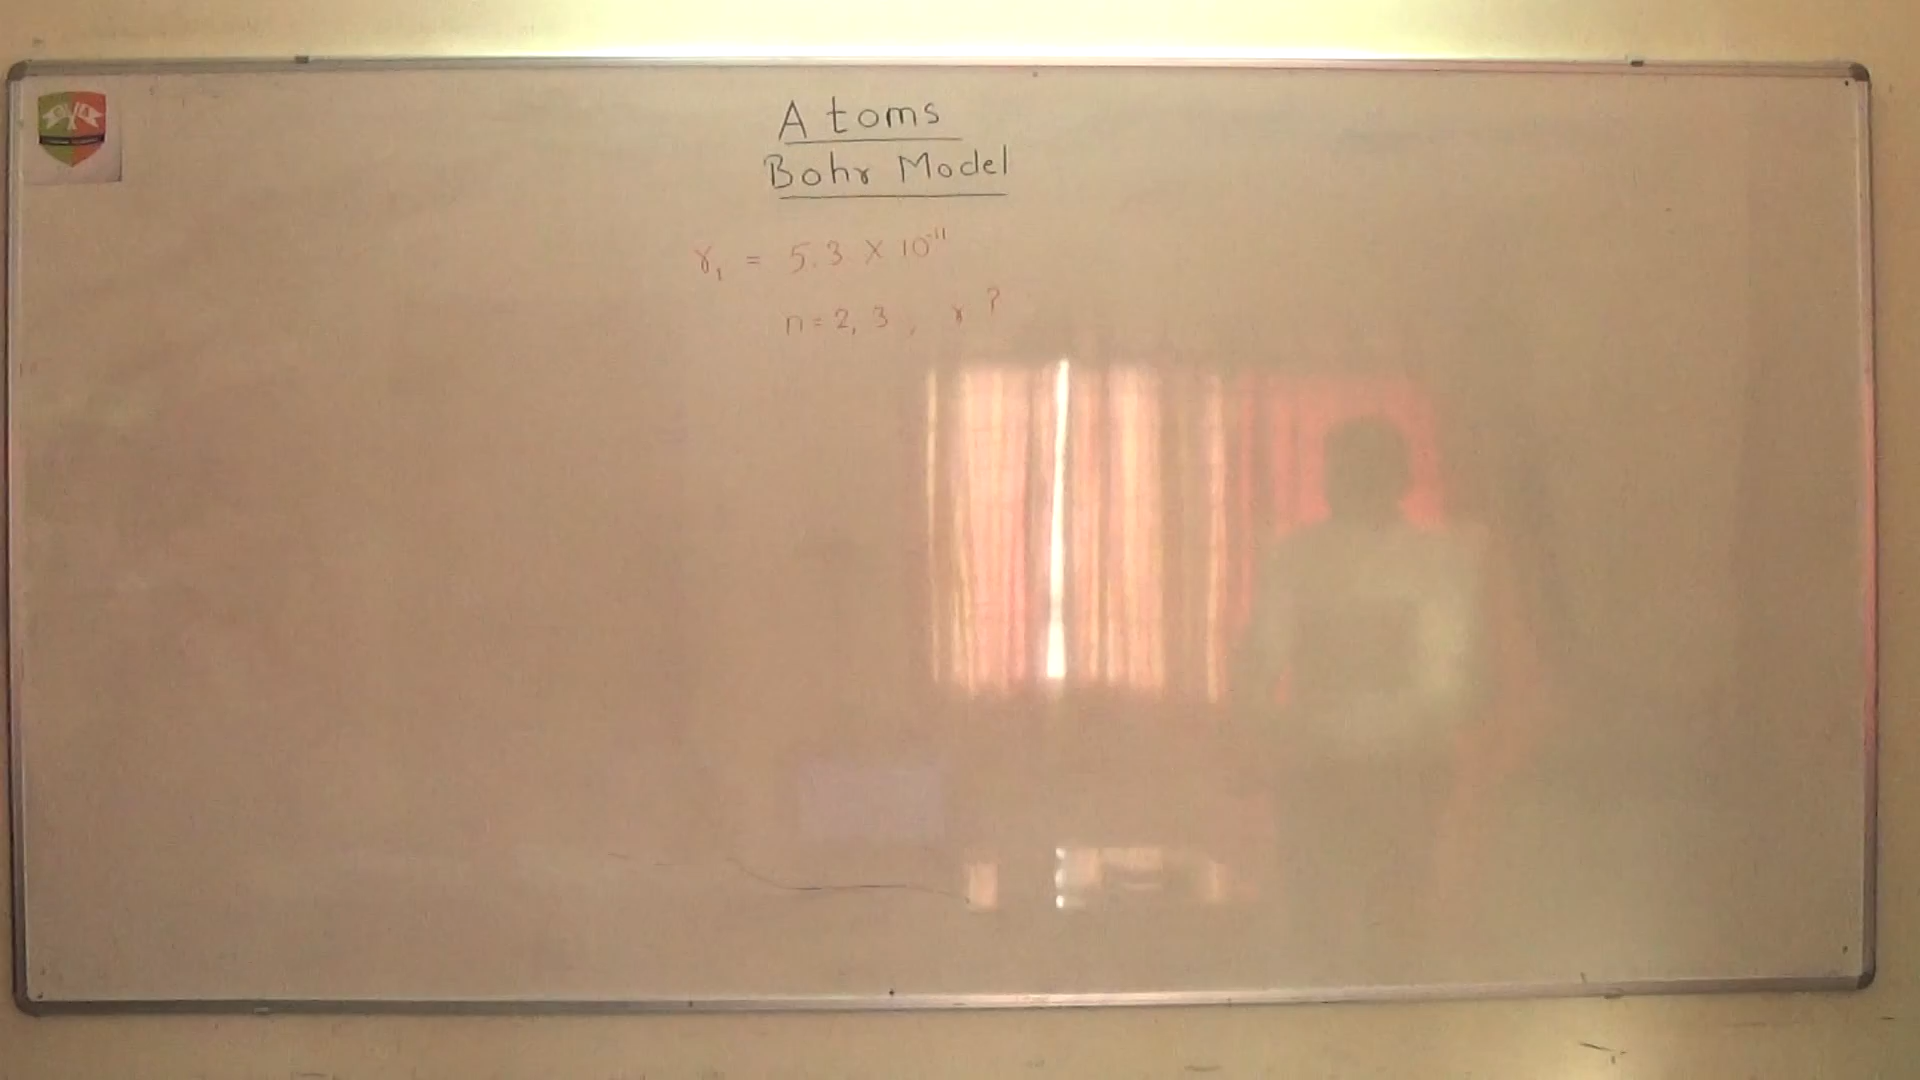 Atoms
Bohr Model
r₁ = 5.3 × 10⁻¹¹
n = 2, 3, r ?